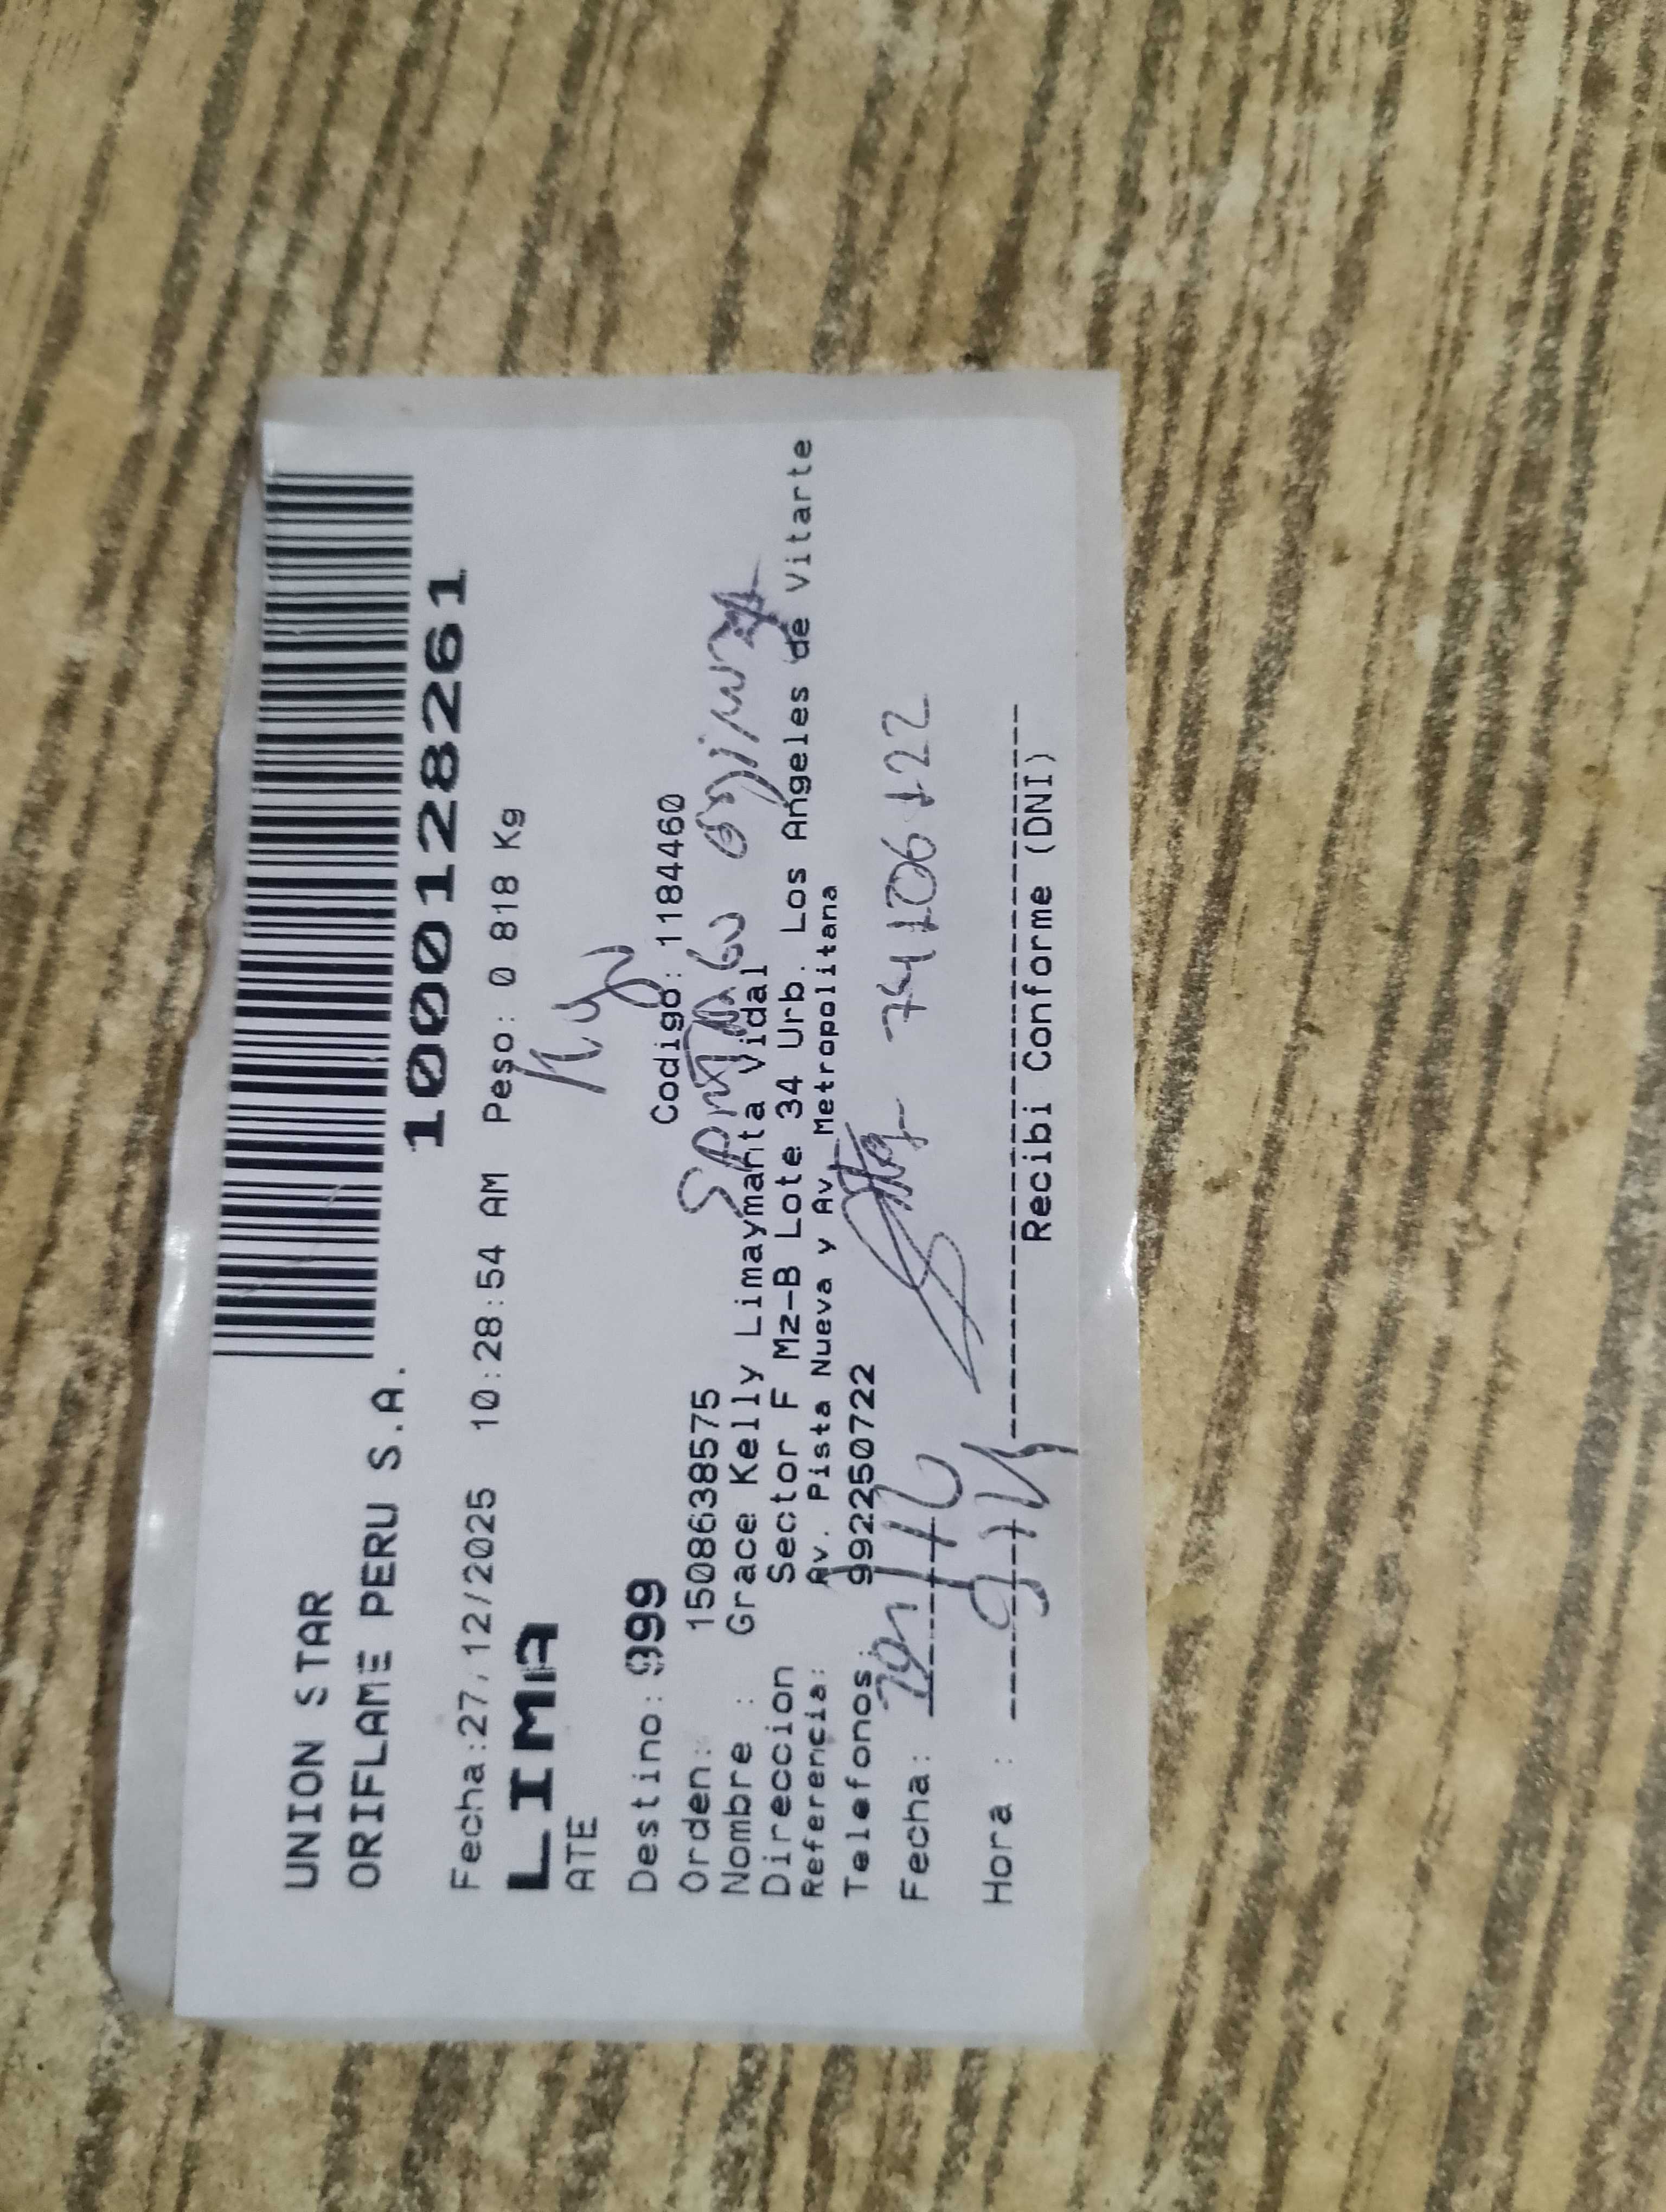 UNION STAR
ORIFLAME PERU S.A.
1000128261
Fecha:27/12/2025 10:28:54 AM Peso: 0.818 Kg
LIMA
ATE
Destino: 999
Orden: 1508638575 Codigo: 1184460
Nombre : Grace Kelly Limaymanta Vidal
Direccion Sector F Mz-B Lote 34 Urb. Los Angeles de Vitarte
Referencia: Av. Pista Nueva y Av Metropolitana
Telefonos: 992250722
Fecha:
Hora :
Recibi Conforme (DNI)